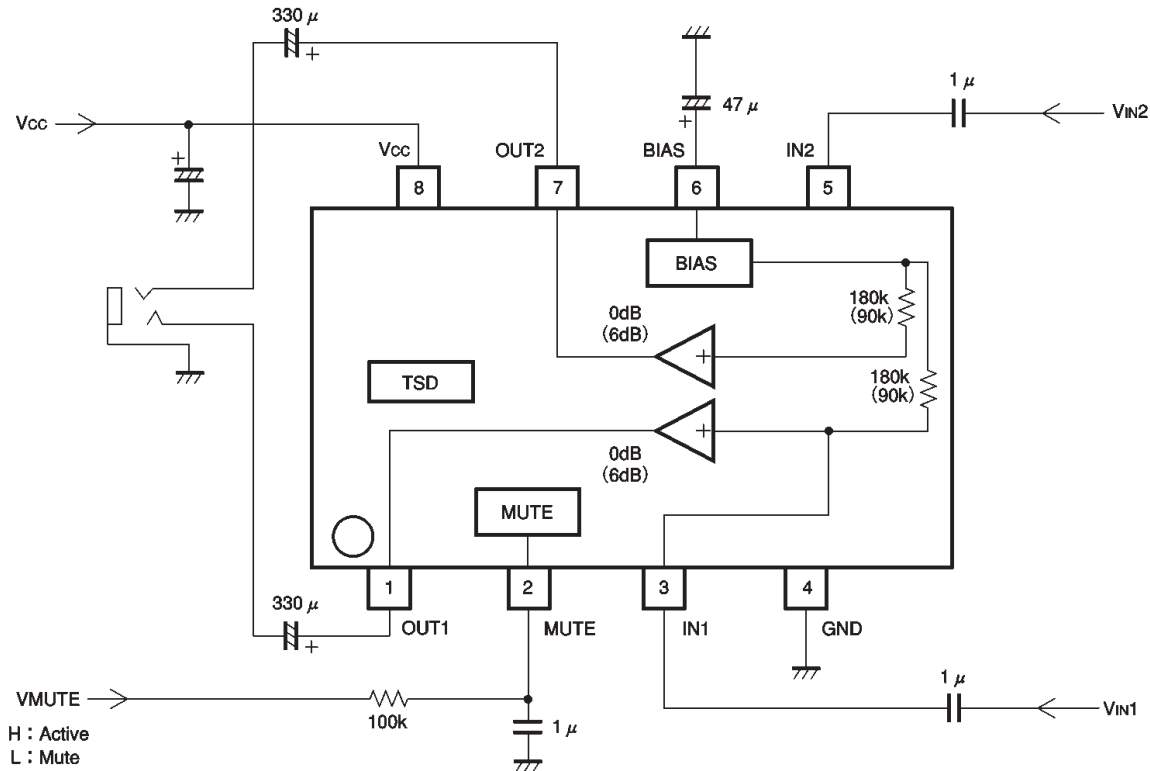 330 μ
+
1 μ
47 μ
+
VCC
VIN2
+
VCC
OUT2
BIAS
IN2
8
7
6
5
BIAS
180k
(90k)
0dB
(6dB)
+
TSD
180k
(90k)
+
0dB
(6dB)
MUTE
1
2
3
4
330 μ
+
OUT1
MUTE
IN1
GND
1 μ
VMUTE
100k
1 μ
VIN1
H : Active
L : Mute